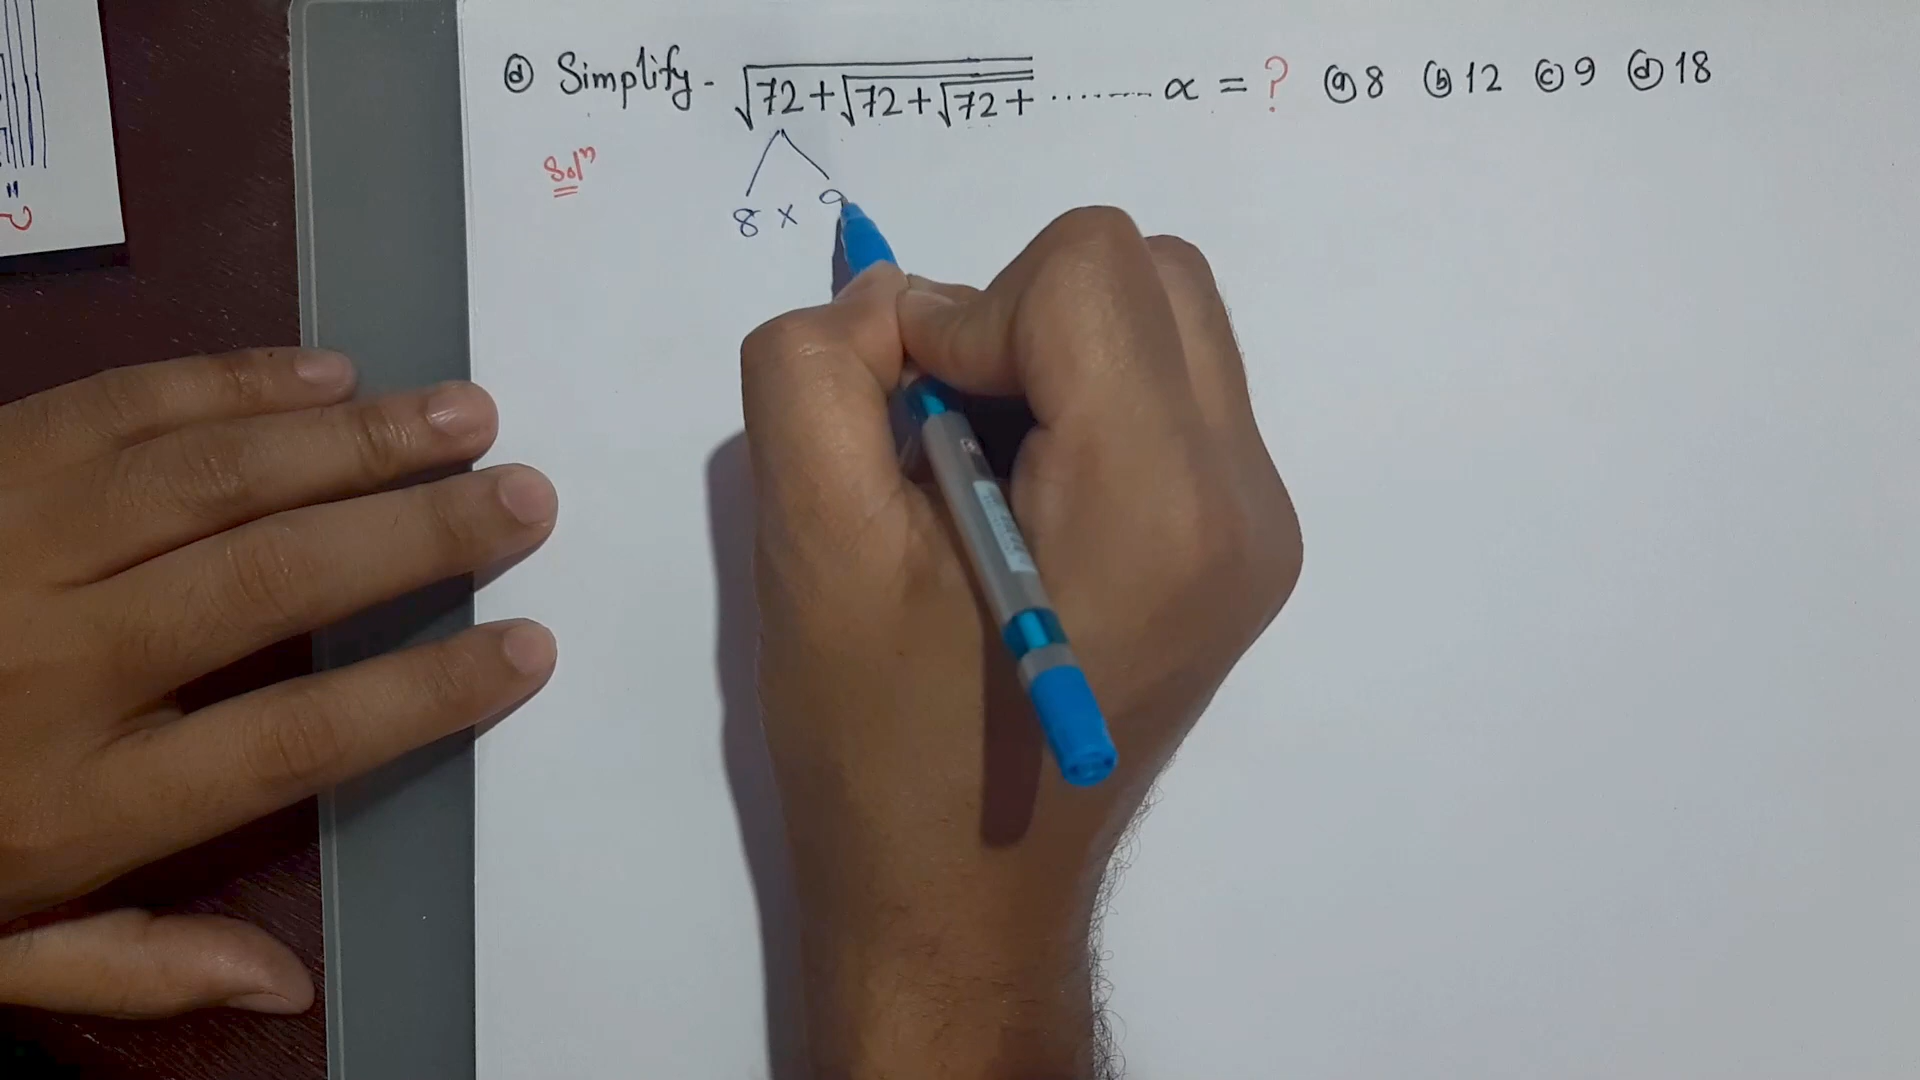 ⓓ Simplify - √72+√72+√72+ ........ α = ? ⓐ 8 ⓑ 12 ⓒ 9 ⓓ 18
Solⁿ
8 × 9